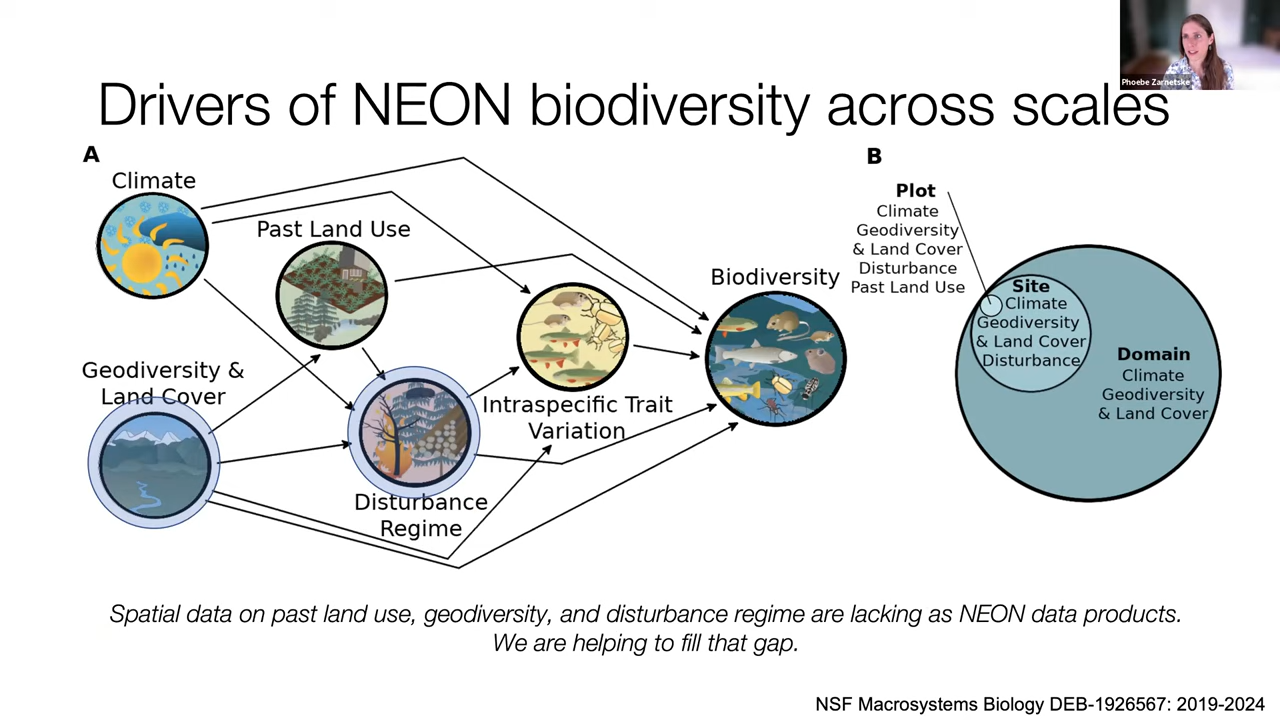 Phoebe Zarnetske
Drivers of NEON biodiversity across scales
A
Climate
Past Land Use
Geodiversity &
Land Cover
Disturbance
Regime
Intraspecific Trait
Variation
Biodiversity
B
Plot
Climate
Geodiversity
& Land Cover
Disturbance
Past Land Use
Site
Climate
Geodiversity
& Land Cover
Disturbance
Domain
Climate
Geodiversity
& Land Cover
Spatial data on past land use, geodiversity, and disturbance regime are lacking as NEON data products.
We are helping to fill that gap.
NSF Macrosystems Biology DEB-1926567: 2019-2024